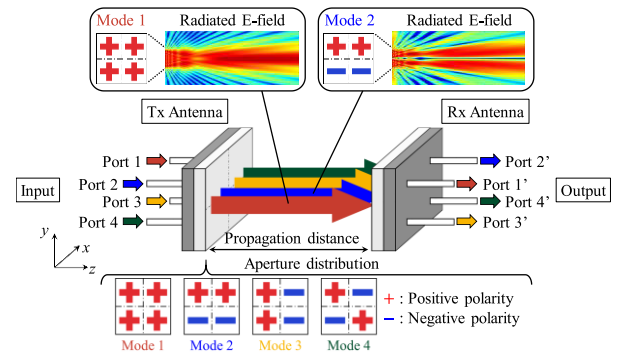 Mode 1 Radiated E-field
Mode 2 Radiated E-field
Tx Antenna
Rx Antenna
Input
Port 1
Port 2
Port 3
Port 4
Port 2’
Port 1’
Port 4’
Port 3’
Output
y
x
z
Propagation distance
Aperture distribution
+ : Positive polarity
− : Negative polarity
Mode 1 Mode 2 Mode 3 Mode 4